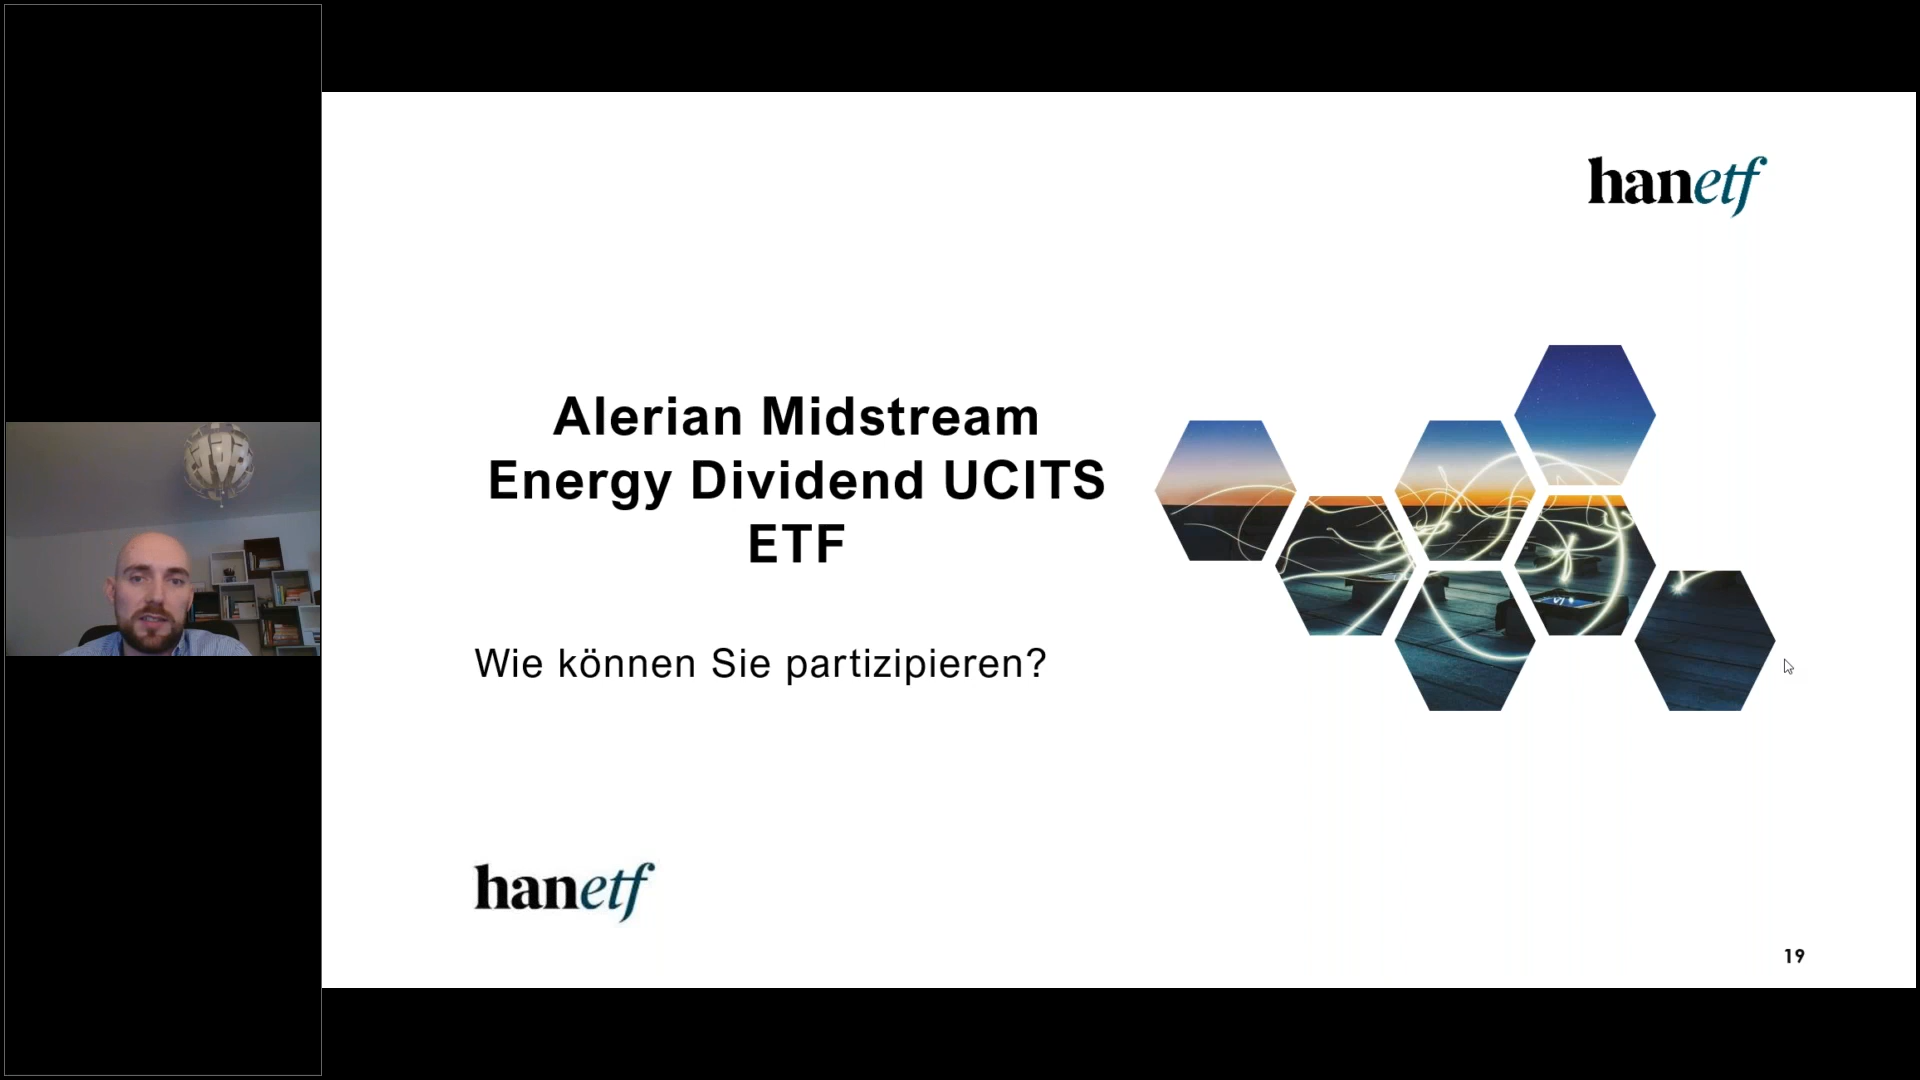 hanetf
Alerian Midstream
Energy Dividend UCITS
ETF
Wie können Sie partizipieren?
hanetf
19